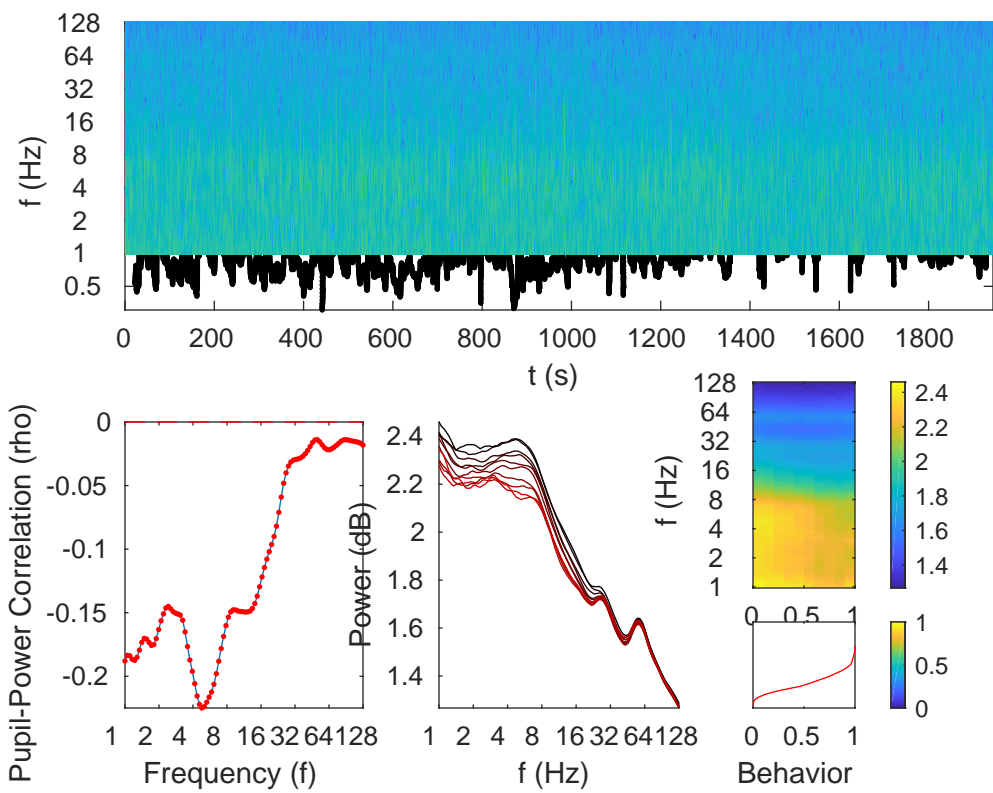 128
64
32
16
8
4
2
1
0.5
f (Hz)
0 200 400 600 800 1000 1200 1400 1600 1800
t (s)
0
-0.05
-0.1
-0.15
-0.2
Pupil-Power Correlation (rho)
1 2 4 8 16 32 64 128
Frequency (f)
2.4
2.2
2
1.8
1.6
1.4
Power (dB)
1 2 4 8 16 32 64 128
f (Hz)
128
64
32
16
8
4
2
1
f (Hz)
0 0.5 1
2.4
2.2
2
1.8
1.6
1.4
0 0.5 1
Behavior
1
0.5
0